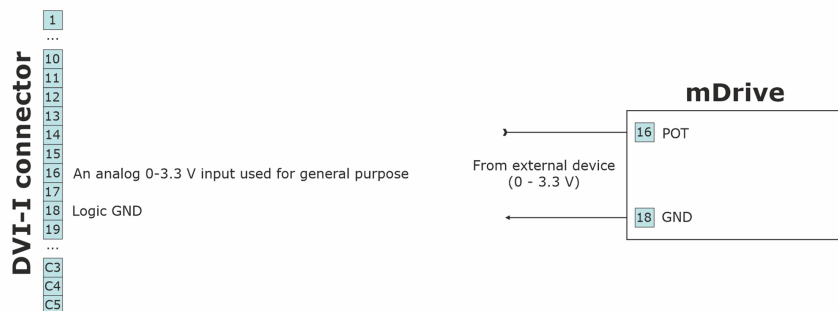 DVI-I connector
1
...
10
11
12
13
14
15
16 An analog 0-3.3 V input used for general purpose
17
18 Logic GND
19
...
C3
C4
C5
mDrive
16 POT
From external device
(0 - 3.3 V)
18 GND